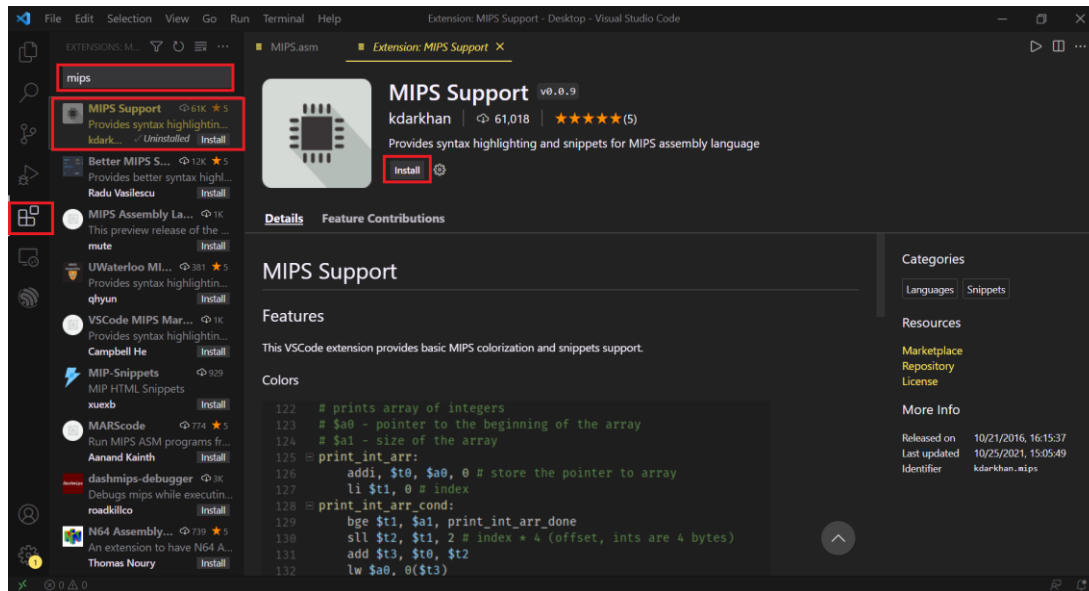 File Edit Selection View Go Run Terminal Help
Extension: MIPS Support - Desktop - Visual Studio Code
EXTENSIONS: M...
mips
MIPS Support 61K ★ 5
Provides syntax highlightin...
kdark... ✓ Uninstalled Install
Better MIPS S... 12K ★ 5
Provides better syntax highl...
Radu Vasilescu Install
MIPS Assembly La... 1K
This preview release of the ...
mute Install
UWaterloo MI... 381 ★ 5
Provides syntax highlightin...
qhyun Install
VSCode MIPS Mar... 1K
Provides syntax highlightin...
Campbell He Install
MIP-Snippets 929
MIP HTML Snippets
xuexb Install
MARScode 774 ★ 5
Run MIPS ASM programs fr...
Aanand Kainth Install
dashmips-debugger 3K
Debugs mips while executin...
roadkillco Install
N64 Assembly... 739 ★ 5
An extension to have N64 A...
Thomas Noury Install
1
0 0
MIPS.asm Extension: MIPS Support ×
MIPS Support v0.0.9
kdarkhan 61,018 ★★★★★(5)
Provides syntax highlighting and snippets for MIPS assembly language
Install
Details Feature Contributions
MIPS Support
Features
This VSCode extension provides basic MIPS colorization and snippets support.
Colors
122 # prints array of integers
123 # $a0 - pointer to the beginning of the array
124 # $a1 - size of the array
125 print_int_arr:
126 addi, $t0, $a0, 0 # store the pointer to array
127 li $t1, 0 # index
128 print_int_arr_cond:
129 bge $t1, $a1, print_int_arr_done
130 sll $t2, $t1, 2 # index * 4 (offset, ints are 4 bytes)
131 add $t3, $t0, $t2
132 lw $a0, 0($t3)
Categories
Languages Snippets
Resources
Marketplace
Repository
License
More Info
Released on 10/21/2016, 16:15:37
Last updated 10/25/2021, 15:05:49
Identifier kdarkhan.mips